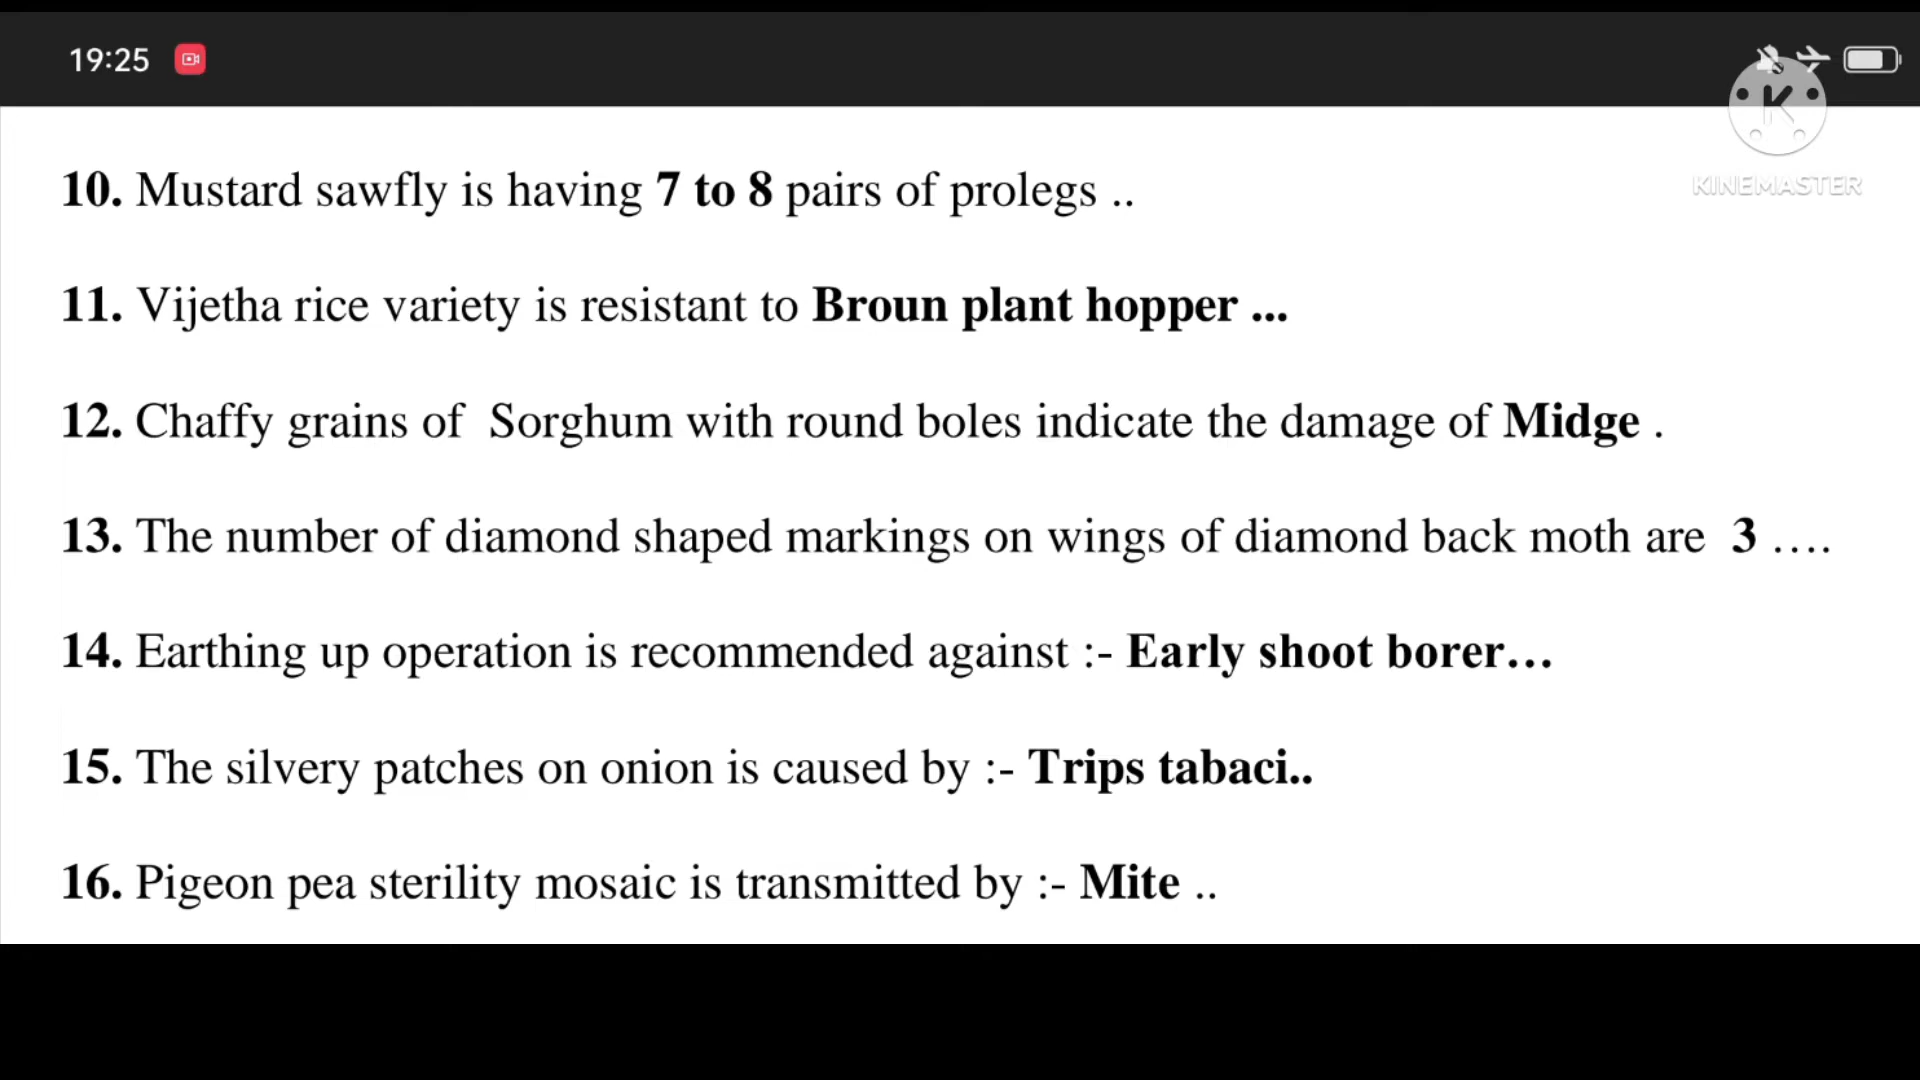 19:25
KINEMASTER
10. Mustard sawfly is having 7 to 8 pairs of prolegs ..
11. Vijetha rice variety is resistant to Broun plant hopper ...
12. Chaffy grains of Sorghum with round boles indicate the damage of Midge .
13. The number of diamond shaped markings on wings of diamond back moth are 3 ....
14. Earthing up operation is recommended against :- Early shoot borer...
15. The silvery patches on onion is caused by :- Trips tabaci..
16. Pigeon pea sterility mosaic is transmitted by :- Mite ..